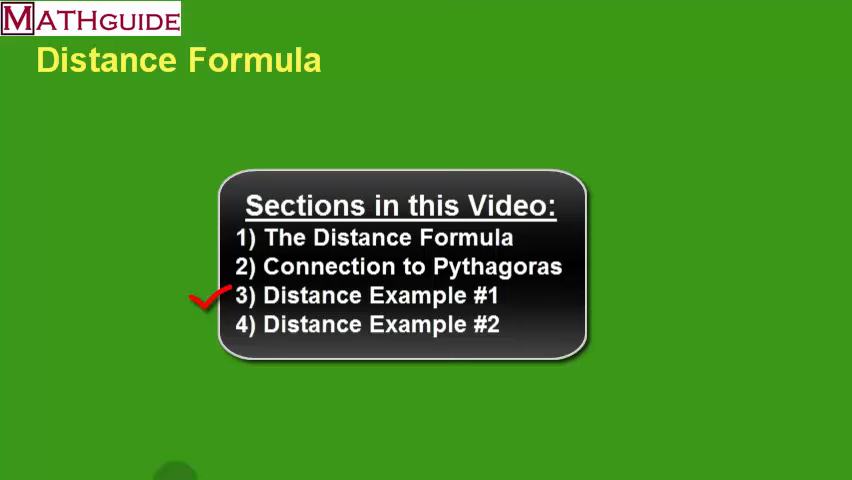 MATHGUIDE
Distance Formula
Sections in this Video:
1) The Distance Formula
2) Connection to Pythagoras
3) Distance Example #1
4) Distance Example #2